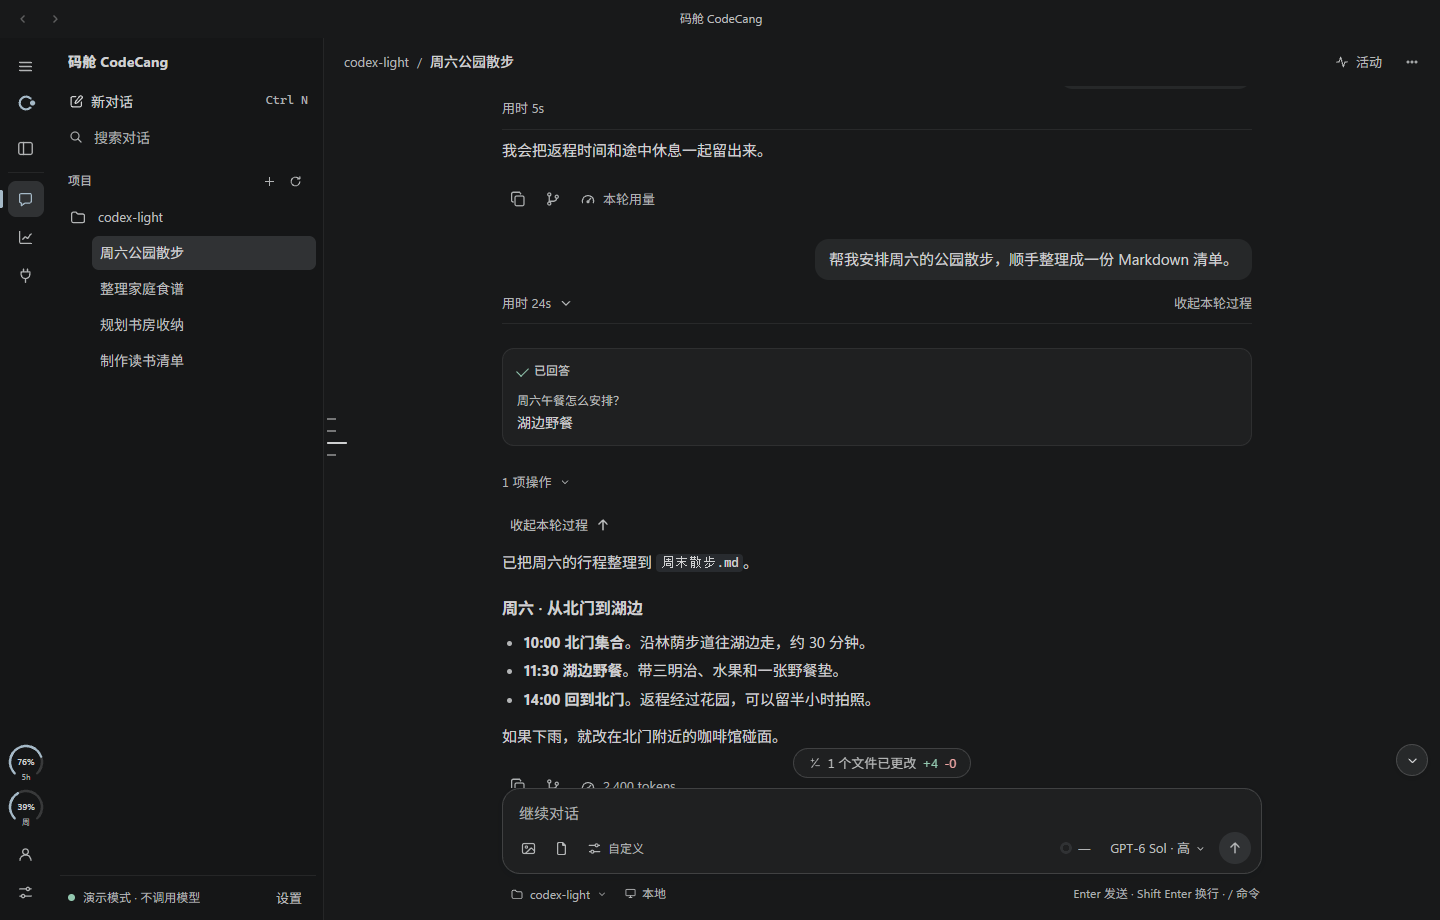 码舱 CodeCang
码舱 CodeCang
新对话 Ctrl N
搜索对话
项目
codex-light
周六公园散步
整理家庭食谱
规划书房收纳
制作读书清单
76%
5h
39%
周
演示模式 · 不调用模型
设置
codex-light / 周六公园散步
活动
用时 5s
我会把返程时间和途中休息一起留出来。
本轮用量
帮我安排周六的公园散步，顺手整理成一份 Markdown 清单。
用时 24s
收起本轮过程
已回答
周六午餐怎么安排？
湖边野餐
1 项操作
收起本轮过程
已把周六的行程整理到 周末散步.md。
周六 · 从北门到湖边
10:00 北门集合。沿林荫步道往湖边走，约 30 分钟。
11:30 湖边野餐。带三明治、水果和一张野餐垫。
14:00 回到北门。返程经过花园，可以留半小时拍照。
如果下雨，就改在北门附近的咖啡馆碰面。
1 个文件已更改 +4 -0
2,400 tokens
继续对话
自定义
— GPT-6 Sol · 高
codex-light
本地
Enter 发送 · Shift Enter 换行 · / 命令